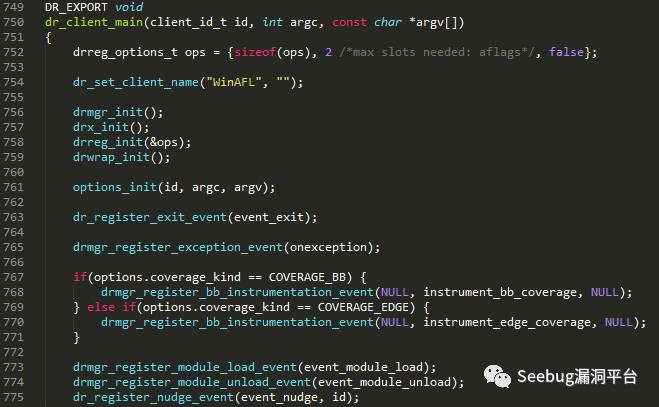 749 DR_EXPORT void
750 dr_client_main(client_id_t id, int argc, const char *argv[])
751 {
752     drreg_options_t ops = {sizeof(ops), 2 /*max slots needed: aflags*/, false};
753
754     dr_set_client_name("WinAFL", "");
755
756     drmgr_init();
757     drx_init();
758     drreg_init(&ops);
759     drwrap_init();
760
761     options_init(id, argc, argv);
762
763     dr_register_exit_event(event_exit);
764
765     drmgr_register_exception_event(onexception);
766
767     if(options.coverage_kind == COVERAGE_BB) {
768         drmgr_register_bb_instrumentation_event(NULL, instrument_bb_coverage, NULL);
769     } else if(options.coverage_kind == COVERAGE_EDGE) {
770         drmgr_register_bb_instrumentation_event(NULL, instrument_edge_coverage, NULL);
771     }
772
773     drmgr_register_module_load_event(event_module_load);
774     drmgr_register_module_unload_event(event_module_unload);
775     dr_register_nudge_event(event_nudge, id);
Seebug漏洞平台